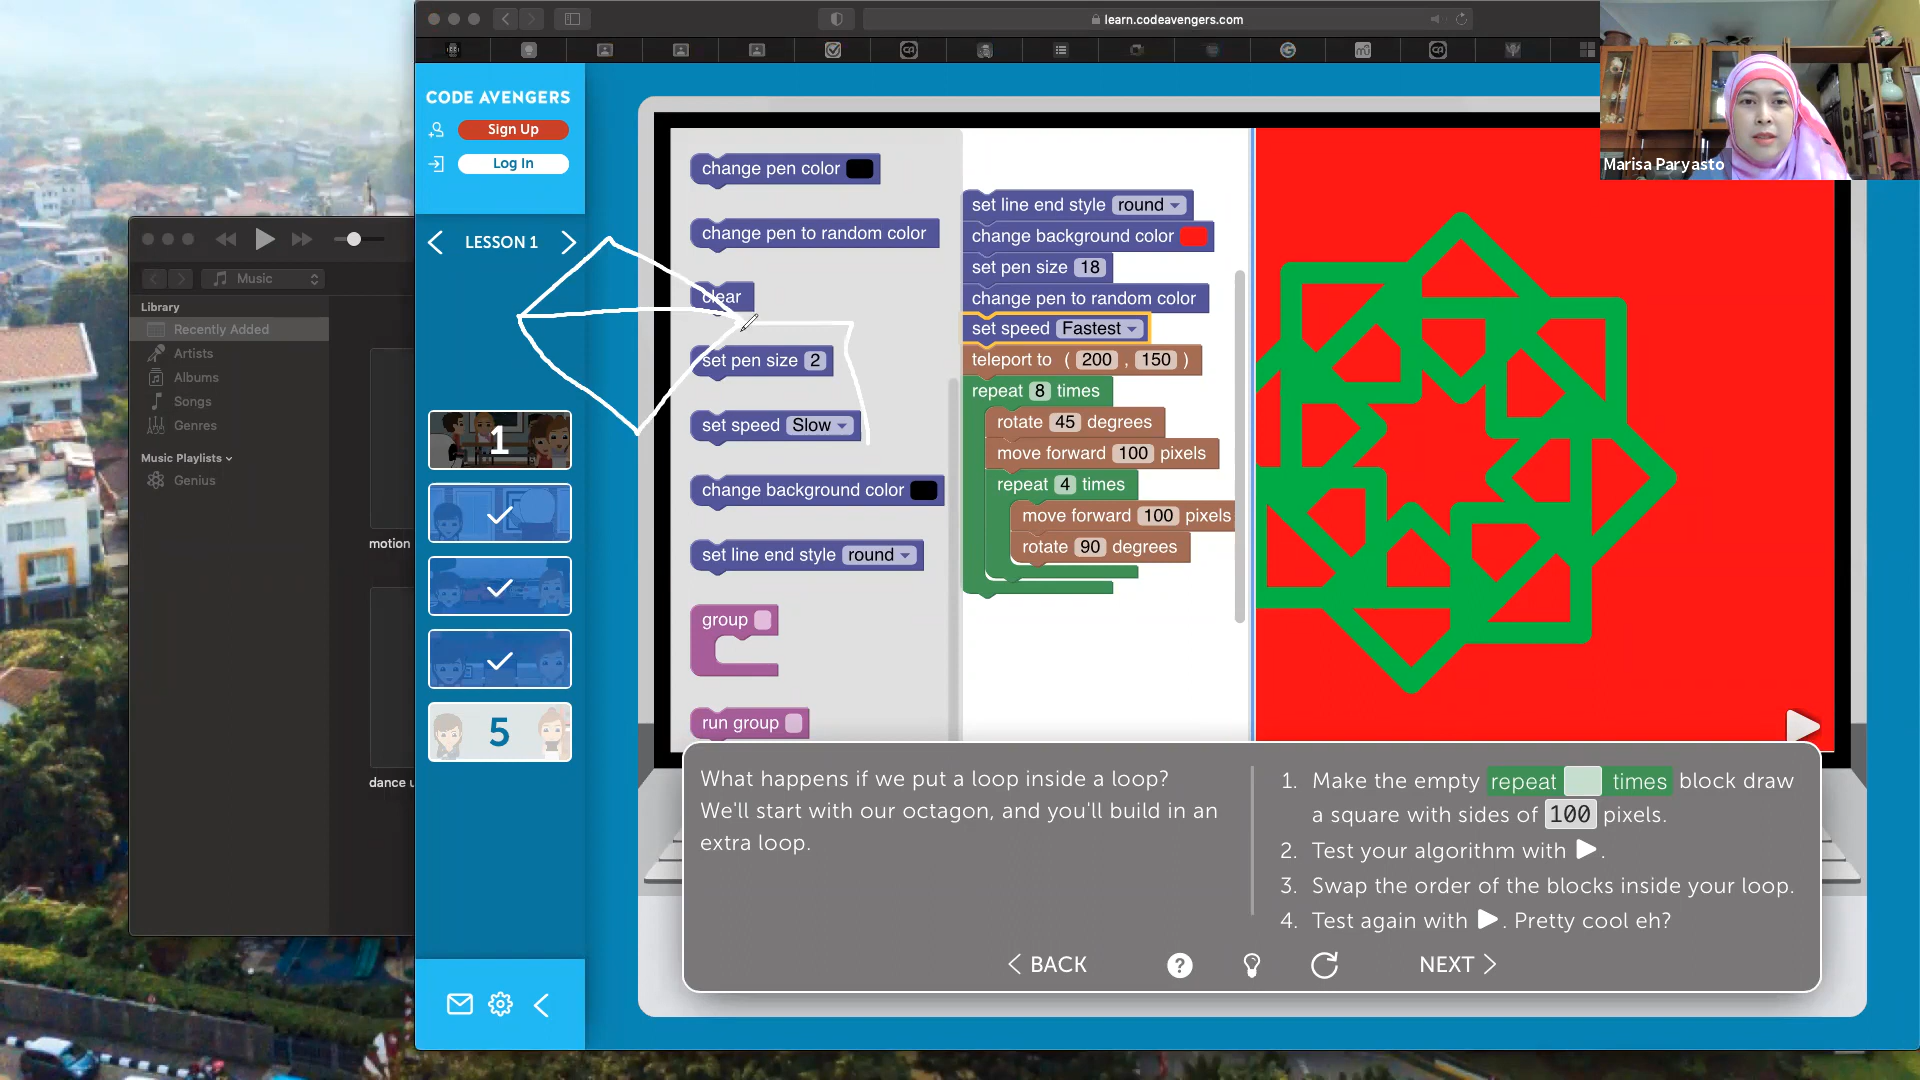 learn.codeavengers.com
Marisa Paryasto
CODE AVENGERS
Sign Up
Log In
LESSON 1
1
5
Music
Library
Recently Added
Artists
Albums
Songs
Genres
Music Playlists
Genius
motion
dance u
change pen color
change pen to random color
clear
set pen size 2
set speed Slow
change background color
set line end style round
group
run group
set line end style round
change background color
set pen size 18
change pen to random color
set speed Fastest
teleport to ( 200 , 150 )
repeat 8 times
rotate 45 degrees
move forward 100 pixels
repeat 4 times
move forward 100 pixels
rotate 90 degrees
What happens if we put a loop inside a loop?
We'll start with our octagon, and you'll build in an
extra loop.
1. Make the empty repeat times block draw
a square with sides of 100 pixels.
2. Test your algorithm with .
3. Swap the order of the blocks inside your loop.
4. Test again with . Pretty cool eh?
BACK
?
NEXT